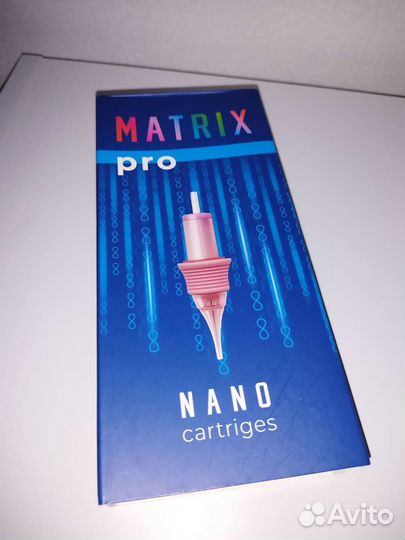 MATRIX
pro
NANO
cartriges
Avito